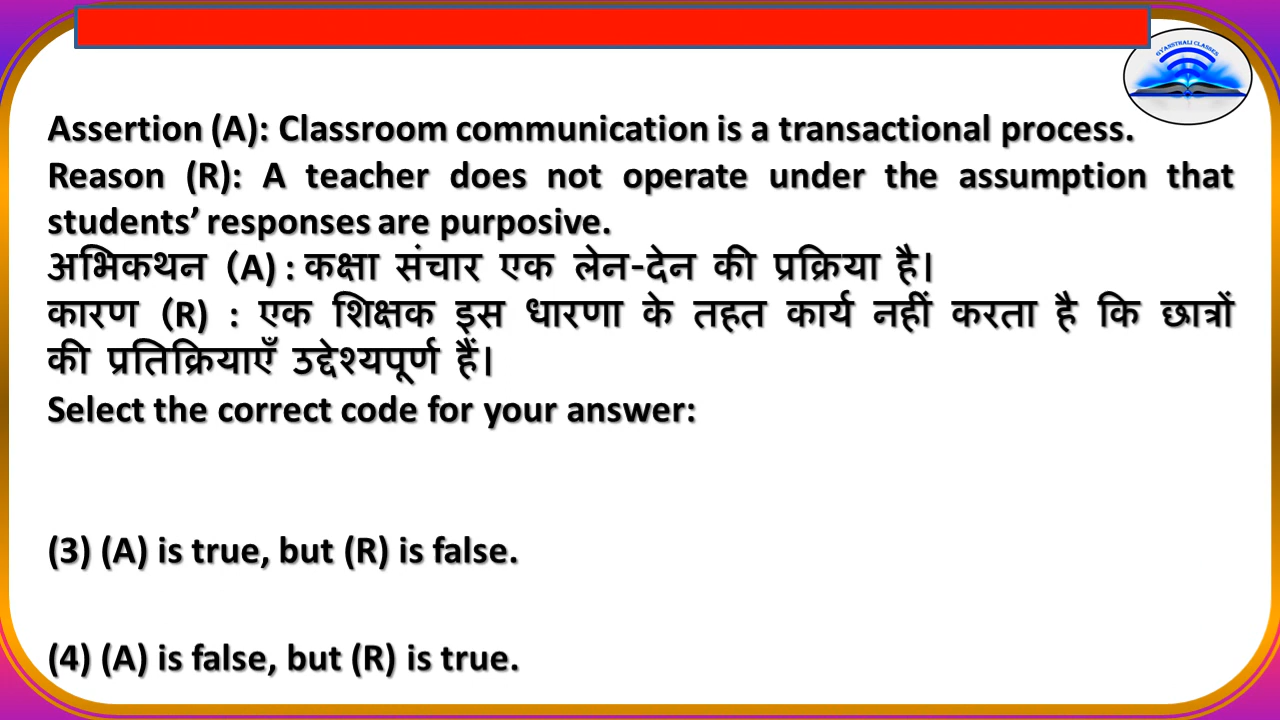 GYANSTHALI CLASSES
Assertion (A): Classroom communication is a transactional process.
Reason (R): A teacher does not operate under the assumption that
students’ responses are purposive.
अभिकथन (A) : कक्षा संचार एक लेन-देन की प्रक्रिया है।
कारण (R) : एक शिक्षक इस धारणा के तहत कार्य नहीं करता है कि छात्रों
की प्रतिक्रियाएँ उद्देश्यपूर्ण हैं।
Select the correct code for your answer:
(3) (A) is true, but (R) is false.
(4) (A) is false, but (R) is true.